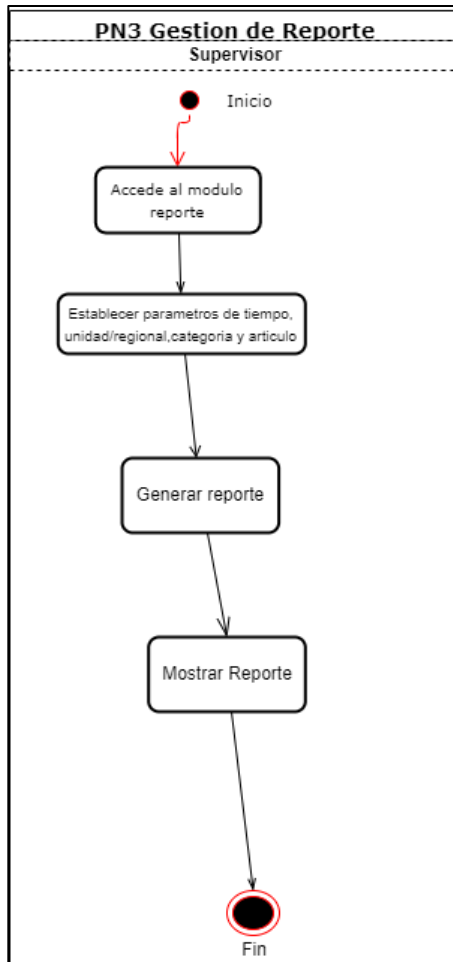 PN3 Gestion de Reporte
Supervisor
Inicio
Accede al modulo
reporte
Establecer parametros de tiempo,
unidad/regional,categoria y articulo
Generar reporte
Mostrar Reporte
Fin